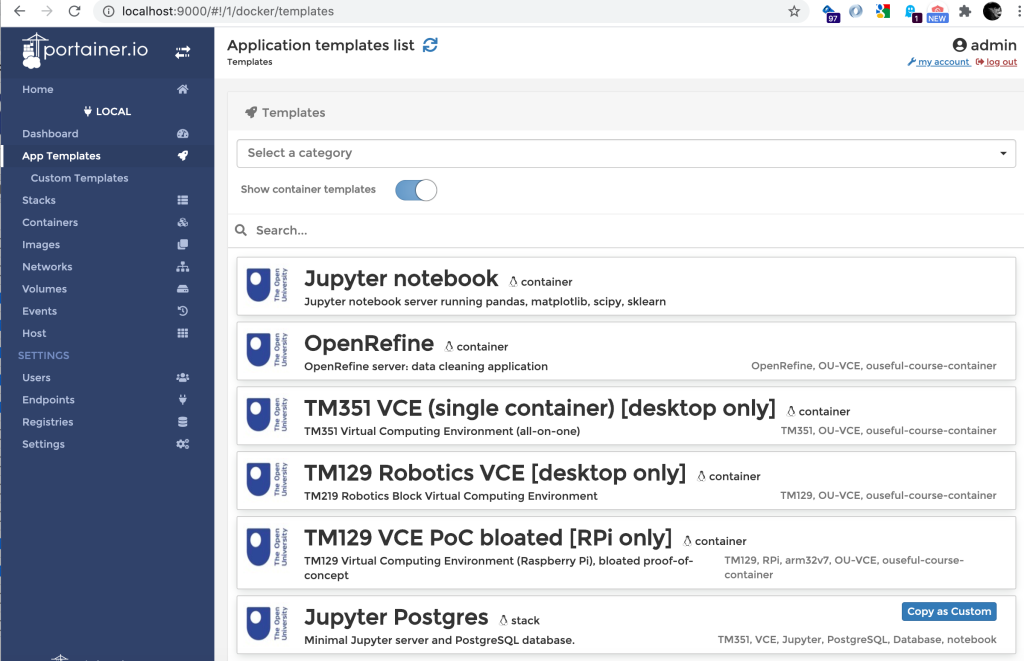 localhost:9000/#!/1/docker/templates
97
1
NEW
portainer.io
Home
LOCAL
Dashboard
App Templates
Custom Templates
Stacks
Containers
Images
Networks
Volumes
Events
Host
SETTINGS
Users
Endpoints
Registries
Settings
Application templates list
Templates
admin
my account
log out
Templates
Select a category
Show container templates
Search...
The Open
University
Jupyter notebook container
Jupyter notebook server running pandas, matplotlib, scipy, sklearn
The Open
University
OpenRefine container
OpenRefine server: data cleaning application
OpenRefine, OU-VCE, ouseful-course-container
The Open
University
TM351 VCE (single container) [desktop only] container
TM351 Virtual Computing Environment (all-on-one)
TM351, OU-VCE, ouseful-course-container
The Open
University
TM129 Robotics VCE [desktop only] container
TM219 Robotics Block Virtual Computing Environment
TM129, OU-VCE, ouseful-course-container
The Open
University
TM129 VCE PoC bloated [RPi only] container
TM129 Virtual Computing Environment (Raspberry Pi), bloated proof-of-
concept
TM129, RPi, arm32v7, OU-VCE, ouseful-course-
container
The Open
University
Jupyter Postgres stack
Copy as Custom
Minimal Jupyter server and PostgreSQL database.
TM351, VCE, Jupyter, PostgreSQL, Database, notebook